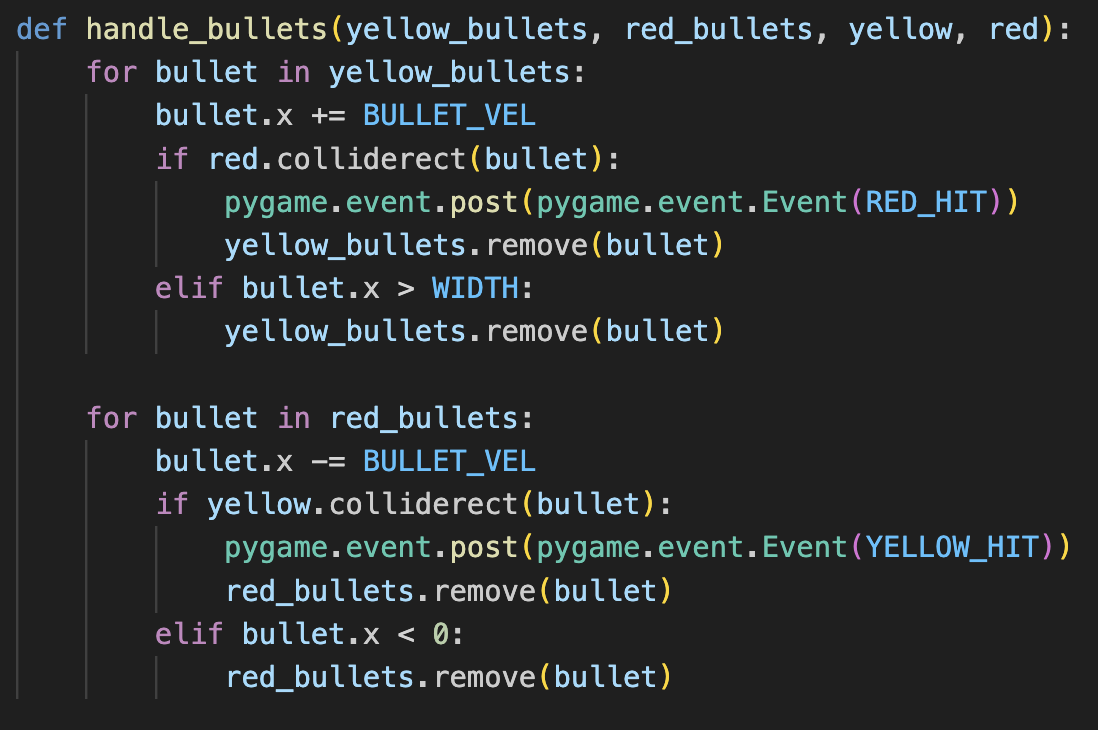 def handle_bullets(yellow_bullets, red_bullets, yellow, red):
    for bullet in yellow_bullets:
        bullet.x += BULLET_VEL
        if red.colliderect(bullet):
            pygame.event.post(pygame.event.Event(RED_HIT))
            yellow_bullets.remove(bullet)
        elif bullet.x > WIDTH:
            yellow_bullets.remove(bullet)

    for bullet in red_bullets:
        bullet.x -= BULLET_VEL
        if yellow.colliderect(bullet):
            pygame.event.post(pygame.event.Event(YELLOW_HIT))
            red_bullets.remove(bullet)
        elif bullet.x < 0:
            red_bullets.remove(bullet)